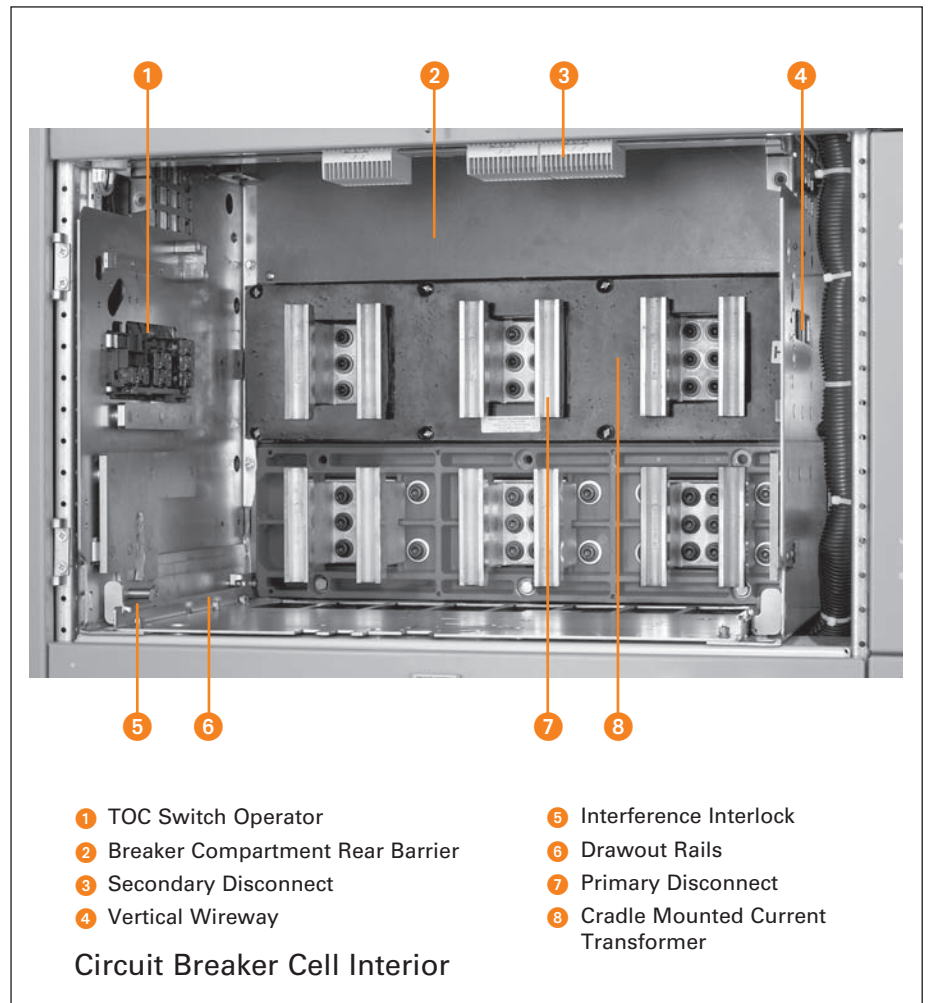 1
2
3
4
5
6
7
8
1 TOC Switch Operator
2 Breaker Compartment Rear Barrier
3 Secondary Disconnect
4 Vertical Wireway
5 Interference Interlock
6 Drawout Rails
7 Primary Disconnect
8 Cradle Mounted Current
Transformer
Circuit Breaker Cell Interior